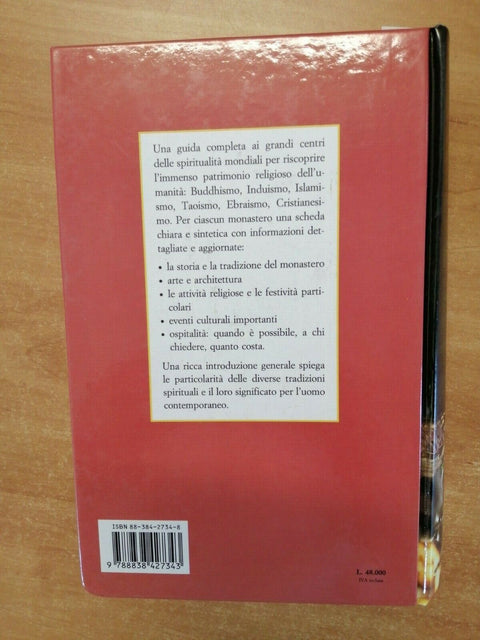 Una guida completa ai grandi centri
delle spiritualità mondiali per riscoprire
l'immenso patrimonio religioso dell'u-
manità: Buddhismo, Induismo, Islami-
smo, Taoismo, Ebraismo, Cristianesi-
mo. Per ciascun monastero una scheda
chiara e sintetica con informazioni det-
tagliate e aggiornate:
• la storia e la tradizione del monastero
• arte e architettura
• le attività religiose e le festività parti-
colari
• eventi culturali importanti
• ospitalità: quando è possibile, a chi
chiedere, quanto costa.
Una ricca introduzione generale spiega
le particolarità delle diverse tradizioni
spirituali e il loro significato per l'uomo
contemporaneo.
ISBN 88-384-2734-8
9 788838 427343
L. 48.000
IVA inclusa